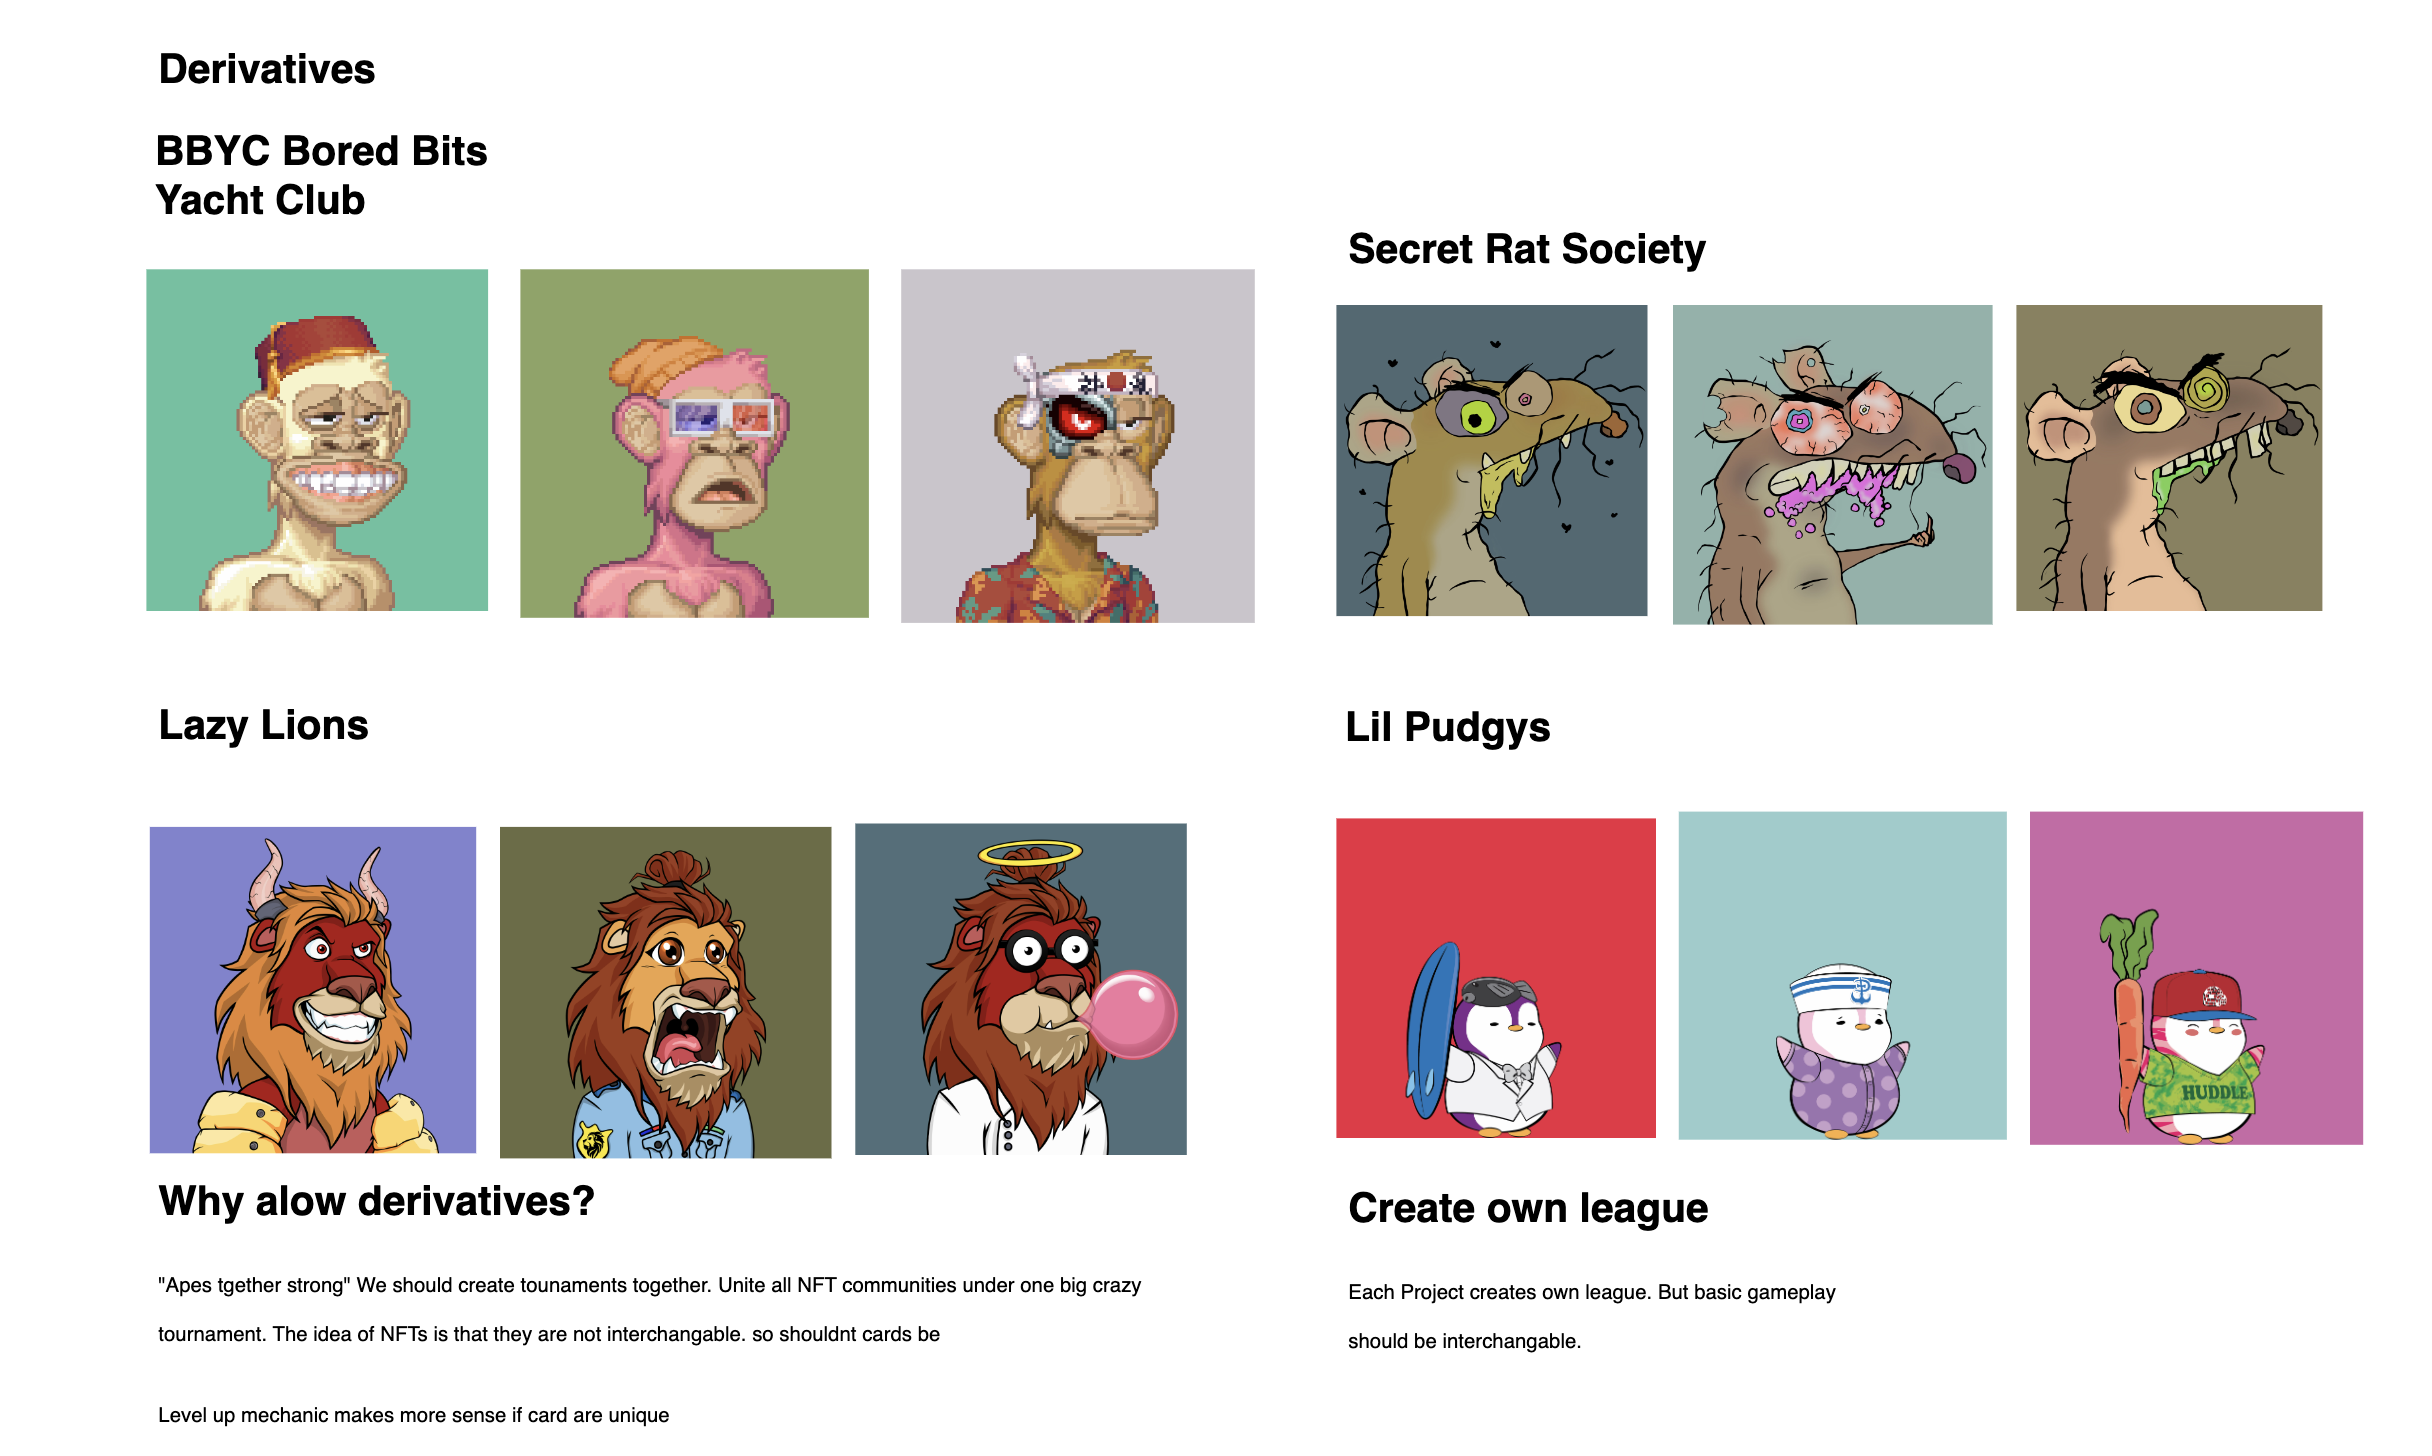 Derivatives
BBYC Bored Bits
Yacht Club
Secret Rat Society
Lazy Lions
Lil Pudgys
HUDDLE
Why alow derivatives?
"Apes tgether strong" We should create tounaments together. Unite all NFT communities under one big crazy
tournament. The idea of NFTs is that they are not interchangable. so shouldnt cards be
Level up mechanic makes more sense if card are unique
Create own league
Each Project creates own league. But basic gameplay
should be interchangable.